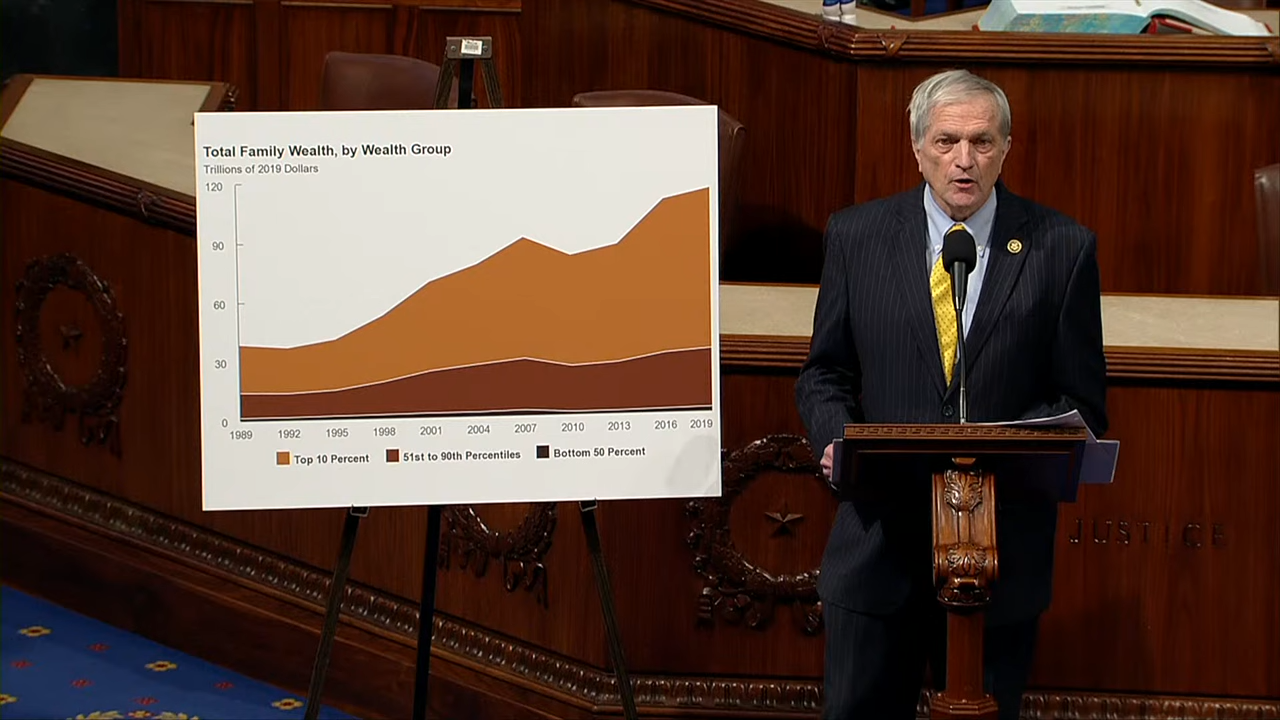 Total Family Wealth, by Wealth Group
Trillions of 2019 Dollars
120
90
60
30
0
1989 1992 1995 1998 2001 2004 2007 2010 2013 2016 2019
Top 10 Percent 51st to 90th Percentiles Bottom 50 Percent
JUSTICE